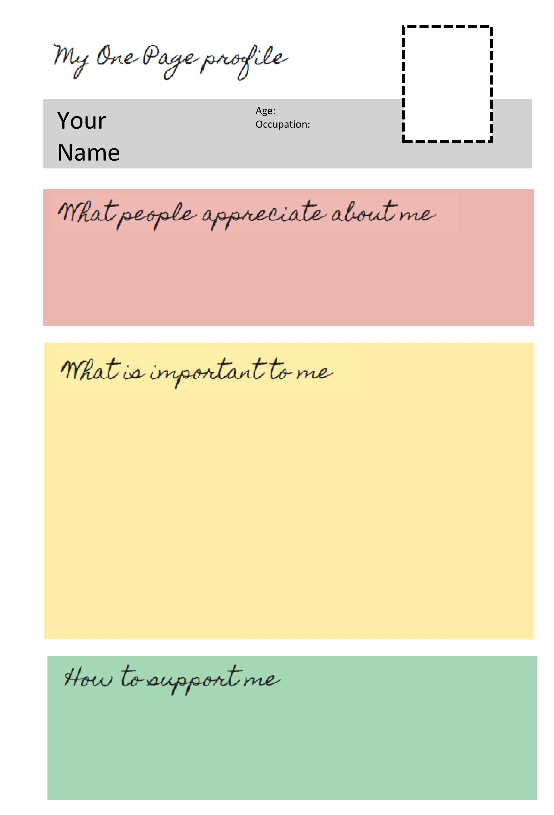 My One Page profile
Your
Name
Age:
Occupation:
What people appreciate about me
What is important to me
How to support me